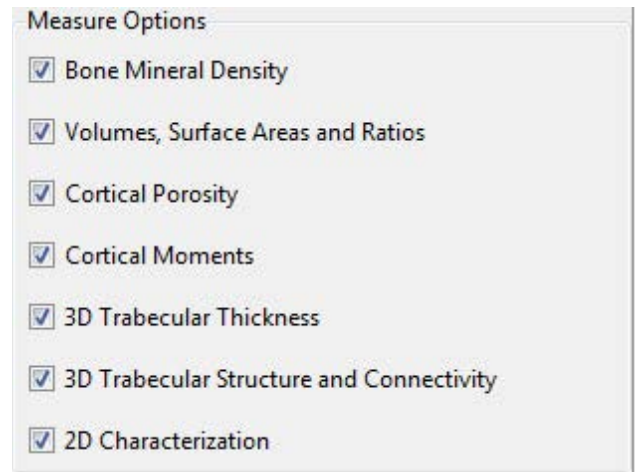 Measure Options
Bone Mineral Density
Volumes, Surface Areas and Ratios
Cortical Porosity
Cortical Moments
3D Trabecular Thickness
3D Trabecular Structure and Connectivity
2D Characterization